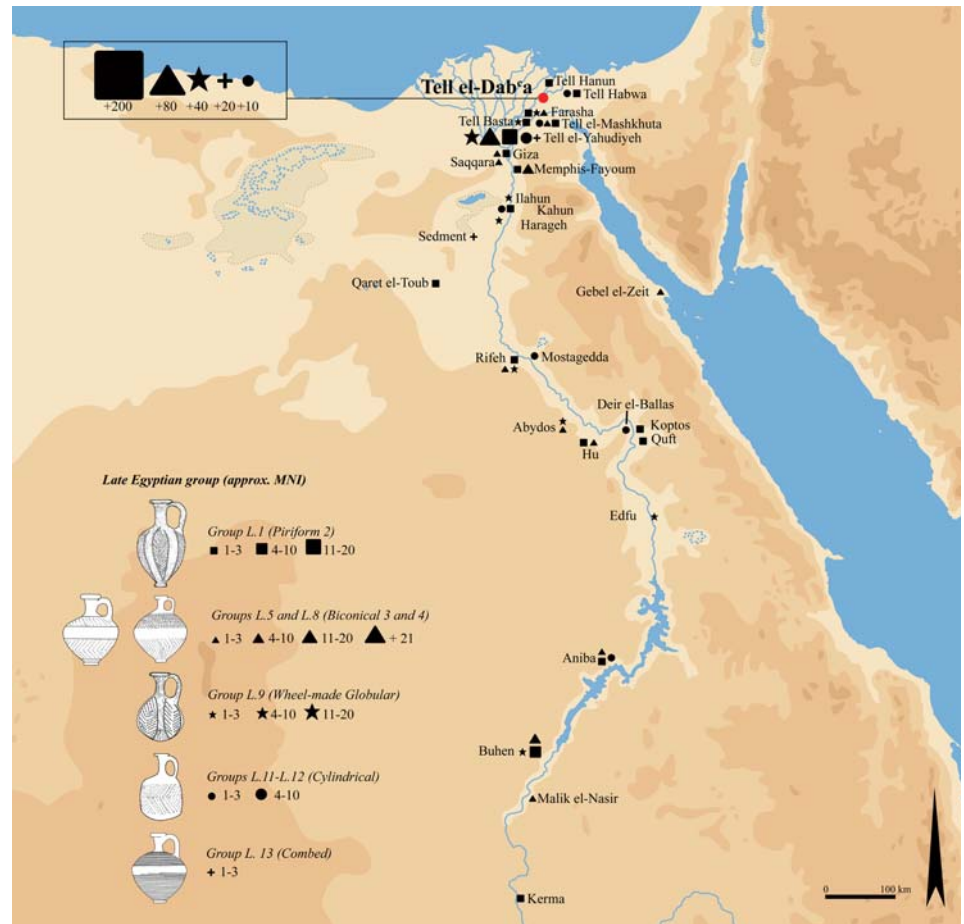 +200 +80 +40 +20 +10
Tell el-Dabᶜa
Tell Hanun
Tell Habwa
Farasha
Tell Basta
Tell el-Mashkhuta
Tell el-Yahudiyeh
Giza
Saqqara
Memphis-Fayoum
Ilahun
Kahun
Harageh
Sedment
Qaret el-Toub
Gebel el-Zeit
Rifeh
Mostagedda
Deir el-Ballas
Abydos
Koptos
Quft
Hu
Edfu
Late Egyptian group (approx. MNI)
Group L.1 (Piriform 2)
1-3 4-10 11-20
Groups L.5 and L.8 (Biconical 3 and 4)
1-3 4-10 11-20 + 21
Aniba
Group L.9 (Wheel-made Globular)
1-3 4-10 11-20
Buhen
Groups L.11-L.12 (Cylindrical)
1-3 4-10
Malik el-Nasir
Group L. 13 (Combed)
1-3
Kerma
0 100 km